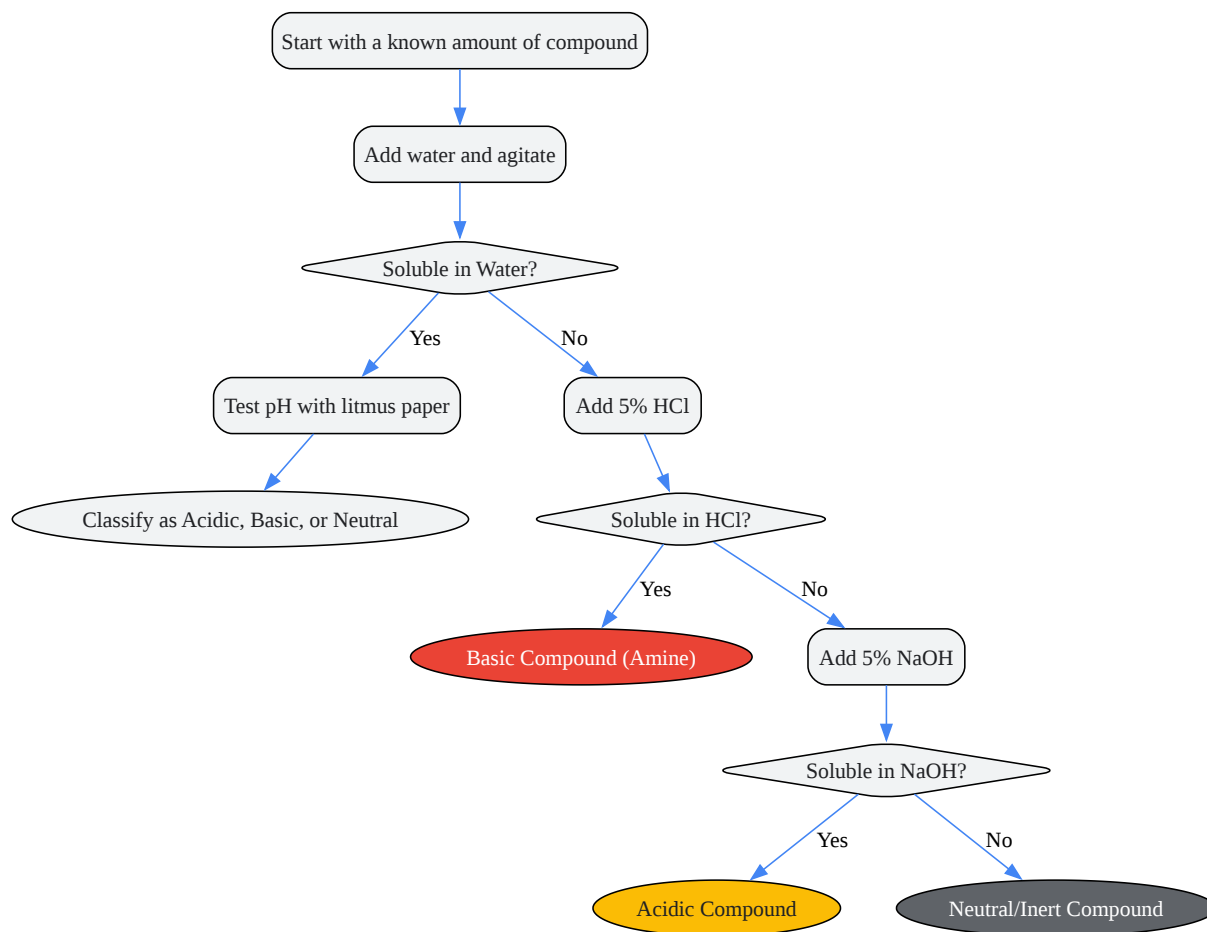 Start with a known amount of compound
Add water and agitate
Soluble in Water?
Yes
No
Test pH with litmus paper
Add 5% HCl
Classify as Acidic, Basic, or Neutral
Soluble in HCl?
Yes
No
Basic Compound (Amine)
Add 5% NaOH
Soluble in NaOH?
Yes
No
Acidic Compound
Neutral/Inert Compound